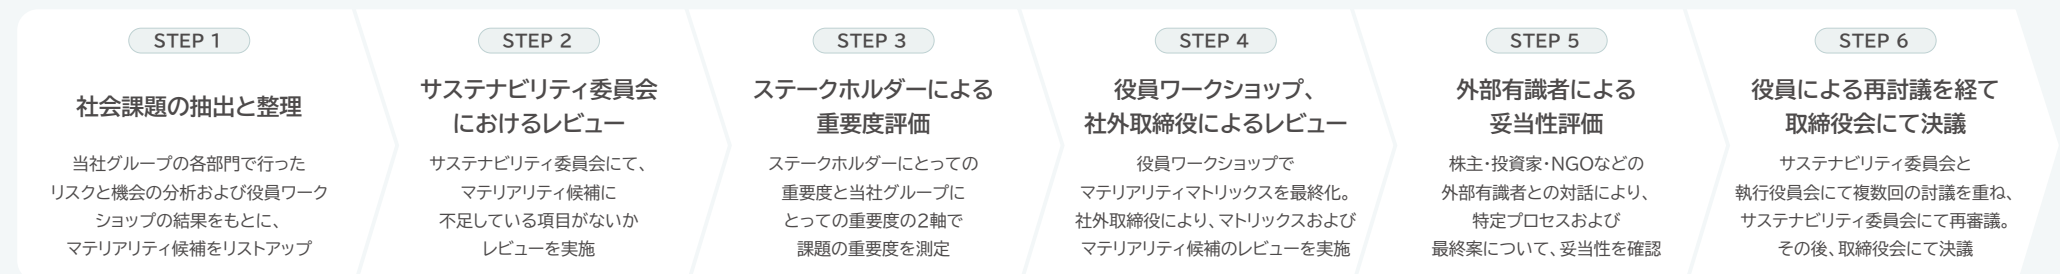 STEP 1
社会課題の抽出と整理
当社グループの各部門で行った
リスクと機会の分析および役員ワーク
ショップの結果をもとに、
マテリアリティ候補をリストアップ
STEP 2
サステナビリティ委員会
におけるレビュー
サステナビリティ委員会にて、
マテリアリティ候補に
不足している項目がないか
レビューを実施
STEP 3
ステークホルダーによる
重要度評価
ステークホルダーにとっての
重要度と当社グループに
とっての重要度の2軸で
課題の重要度を測定
STEP 4
役員ワークショップ、
社外取締役によるレビュー
役員ワークショップで
マテリアリティマトリックスを最終化。
社外取締役により、マトリックスおよび
マテリアリティ候補のレビューを実施
STEP 5
外部有識者による
妥当性評価
株主・投資家・NGOなどの
外部有識者との対話により、
特定プロセスおよび
最終案について、妥当性を確認
STEP 6
役員による再討議を経て
取締役会にて決議
サステナビリティ委員会と
執行役員会にて複数回の討議を重ね、
サステナビリティ委員会にて再審議。
その後、取締役会にて決議